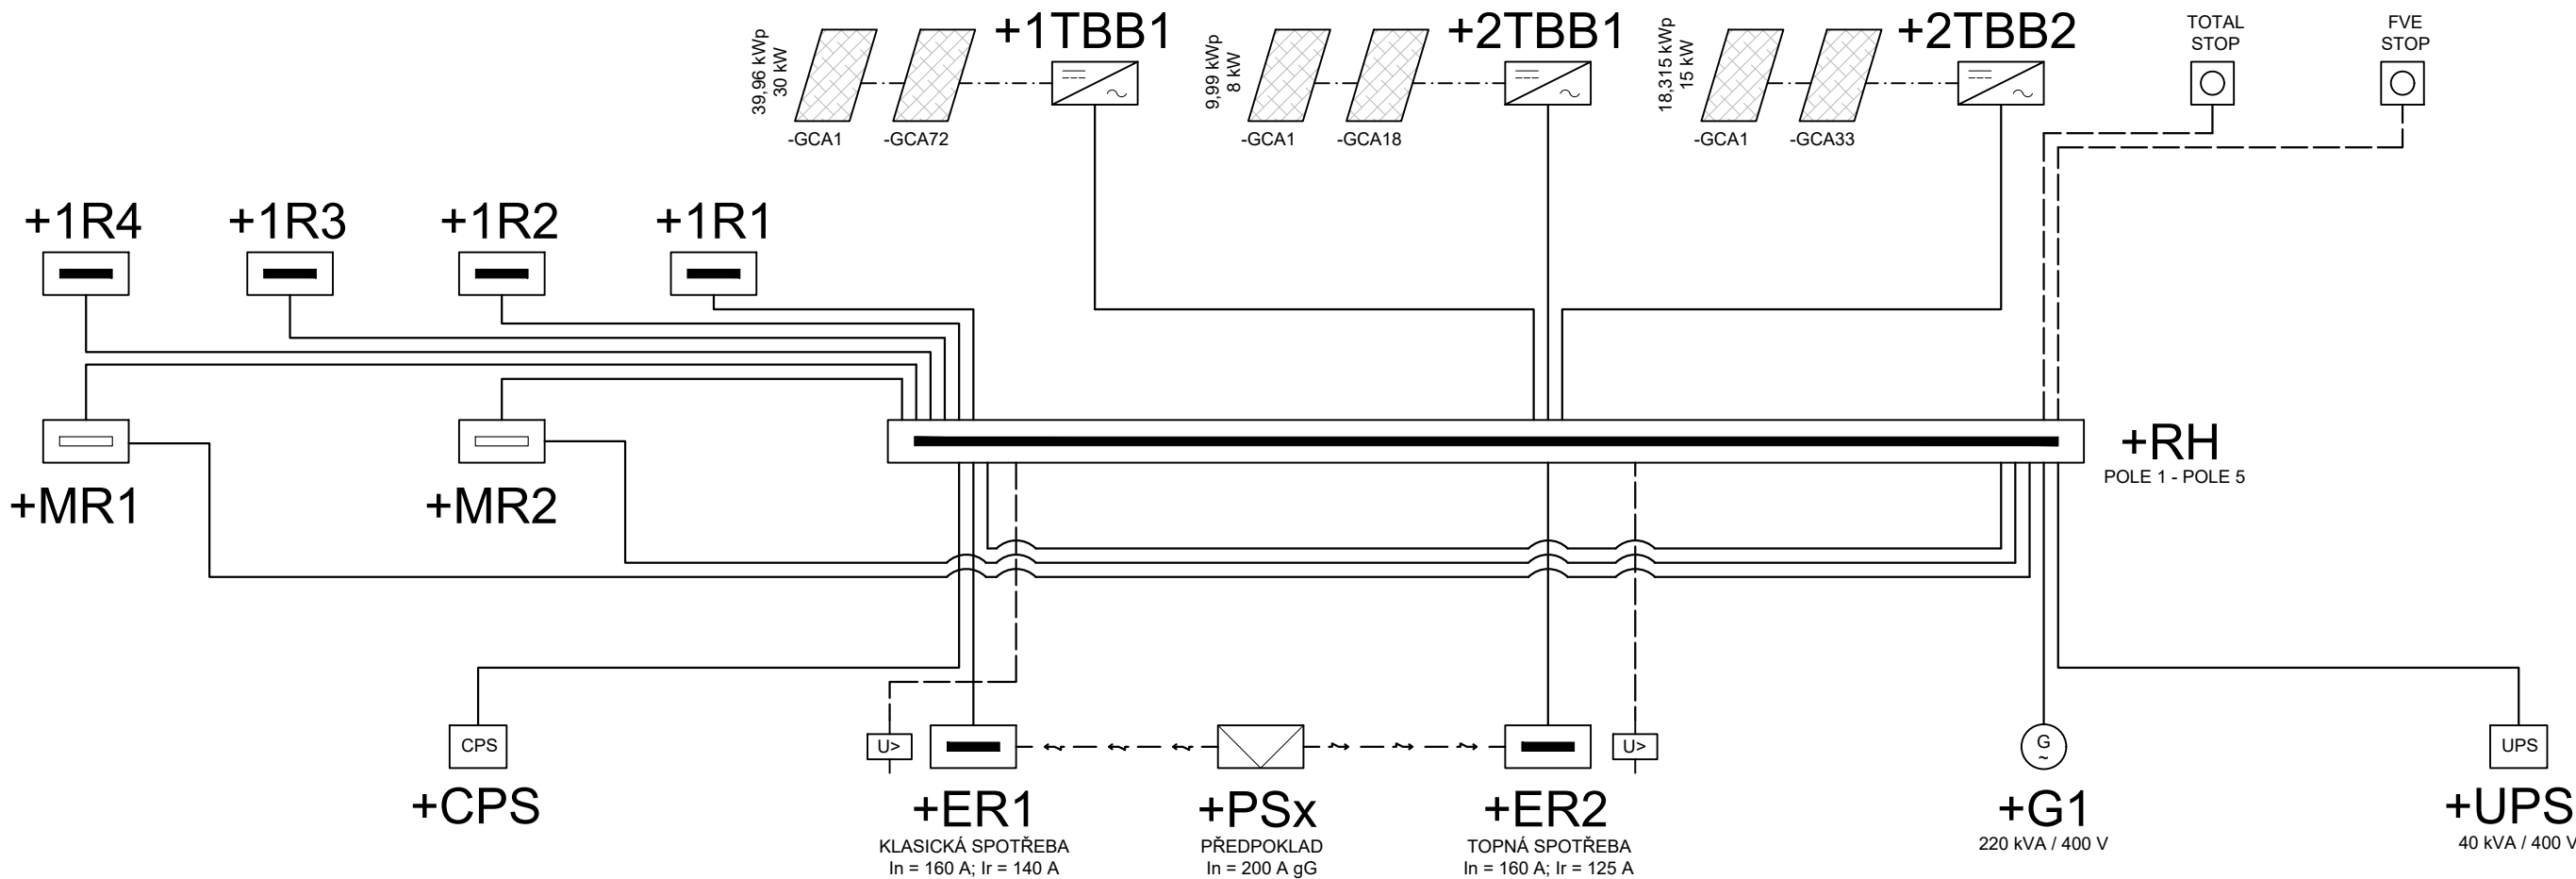 39,96 kWp
30 kW
-GCA1
-GCA72
+1TBB1
9,99 kWp
8 kW
-GCA1
-GCA18
+2TBB1
18,315 kWp
15 kW
-GCA1
-GCA33
+2TBB2
TOTAL
STOP
FVE
STOP
+1R4
+1R3
+1R2
+1R1
+MR1
+MR2
+RH
POLE 1 - POLE 5
CPS
+CPS
U>
+ER1
KLASICKÁ SPOTŘEBA
In = 160 A; Ir = 140 A
+PSx
PŘEDPOKLAD
In = 200 A gG
+ER2
TOPNÁ SPOTŘEBA
In = 160 A; Ir = 125 A
U>
G
~
+G1
220 kVA / 400 V
UPS
+UPS
40 kVA / 400 V